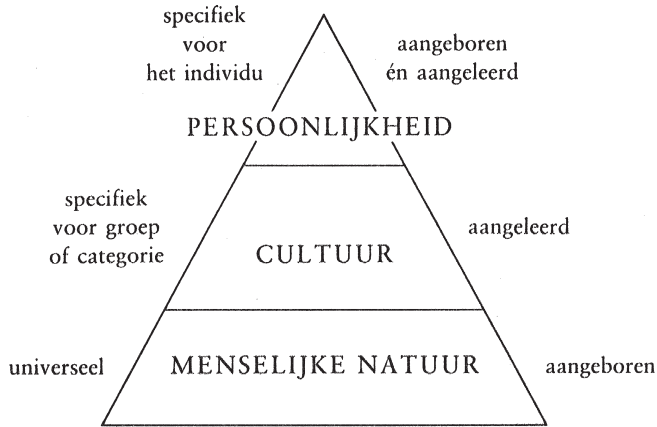 specifiek
voor
het individu
aangeboren
én aangeleerd
PERSOONLIJKHEID
specifiek
voor groep
of categorie
CULTUUR
aangeleerd
universeel
MENSELIJKE NATUUR
aangeboren